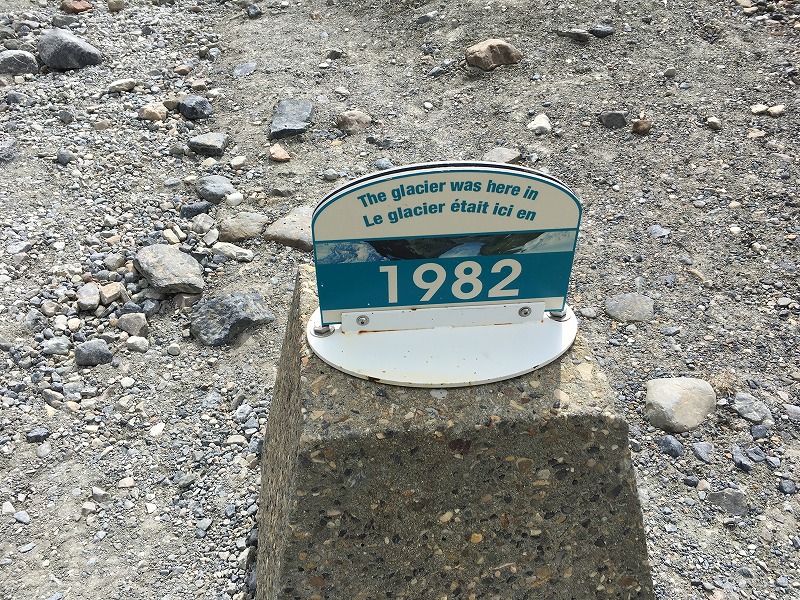 The glacier was here in
Le glacier était ici en
1982